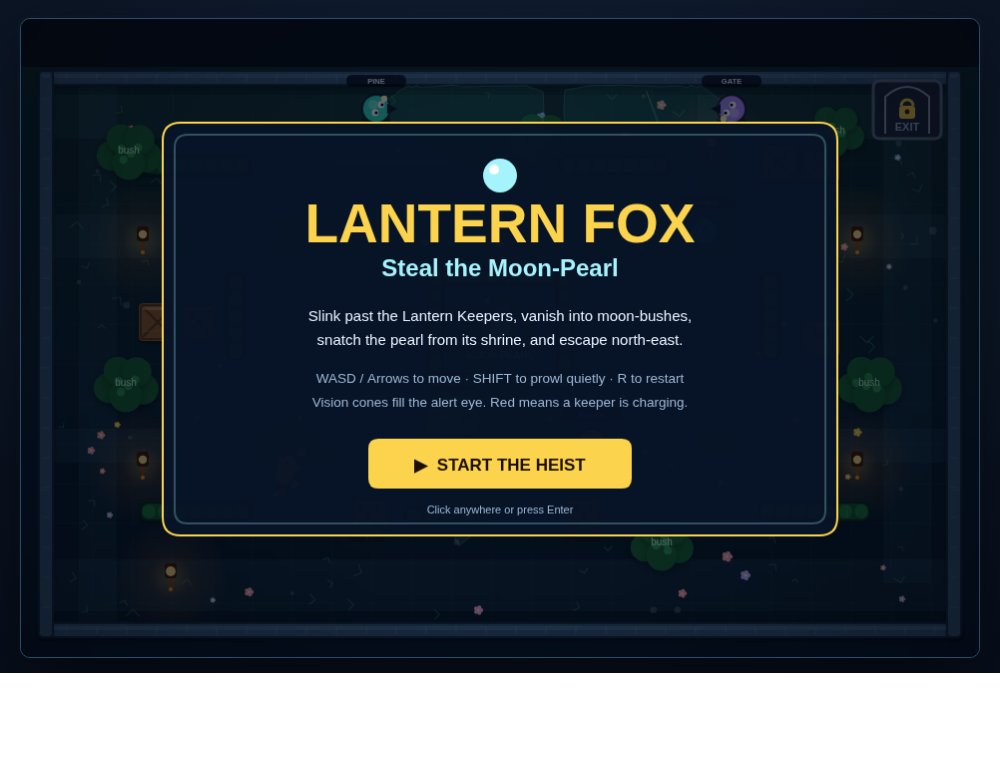 PINE
GATE
bush
bush
EXIT
LANTERN FOX
Steal the Moon-Pearl
Slink past the Lantern Keepers, vanish into moon-bushes,
snatch the pearl from its shrine, and escape north-east.
WASD / Arrows to move · SHIFT to prowl quietly · R to restart
Vision cones fill the alert eye. Red means a keeper is charging.
bush
bush
▶ START THE HEIST
Click anywhere or press Enter
bush